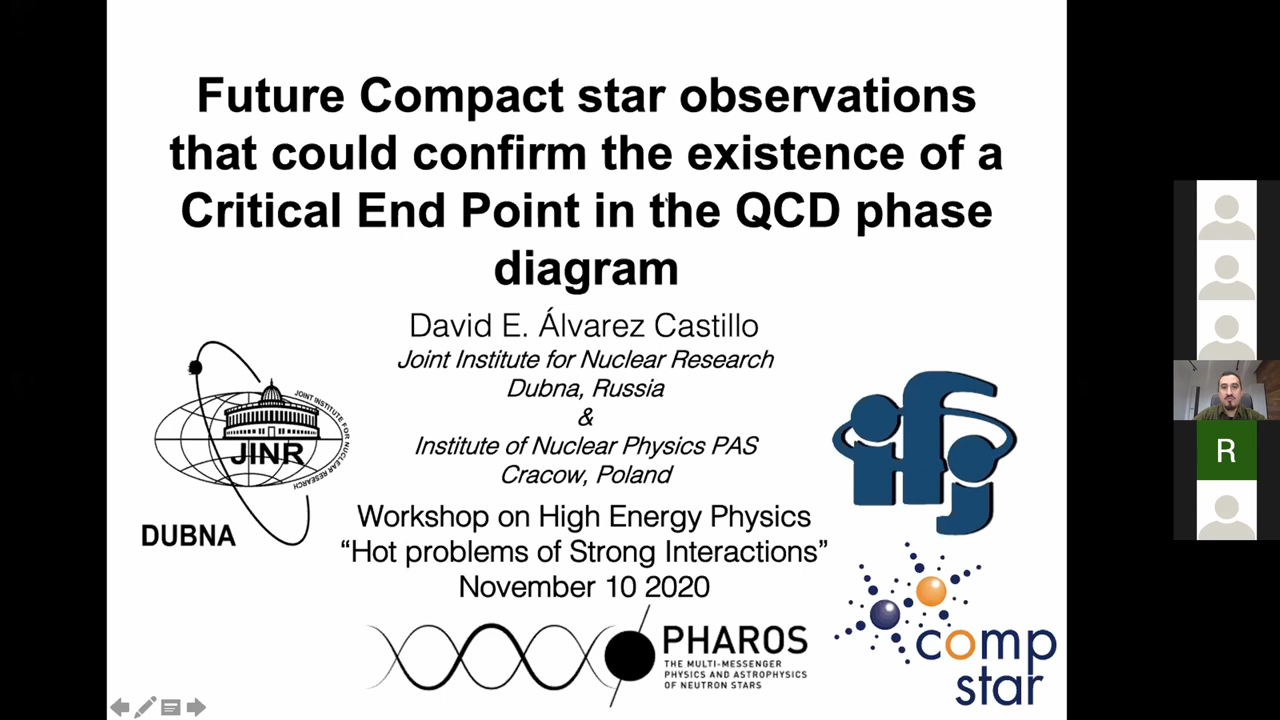 Future Compact star observations
that could confirm the existence of a
Critical End Point in the QCD phase
diagram
David E. Álvarez Castillo
Joint Institute for Nuclear Research
Dubna, Russia
&
Institute of Nuclear Physics PAS
Cracow, Poland
Workshop on High Energy Physics
“Hot problems of Strong Interactions”
November 10 2020
JOINT INSTITUTE FOR NUCLEAR RESEARCH
JINR
DUBNA
ifj
PHAROS
THE MULTI-MESSENGER
PHYSICS AND ASTROPHYSICS
OF NEUTRON STARS
comp
star
R